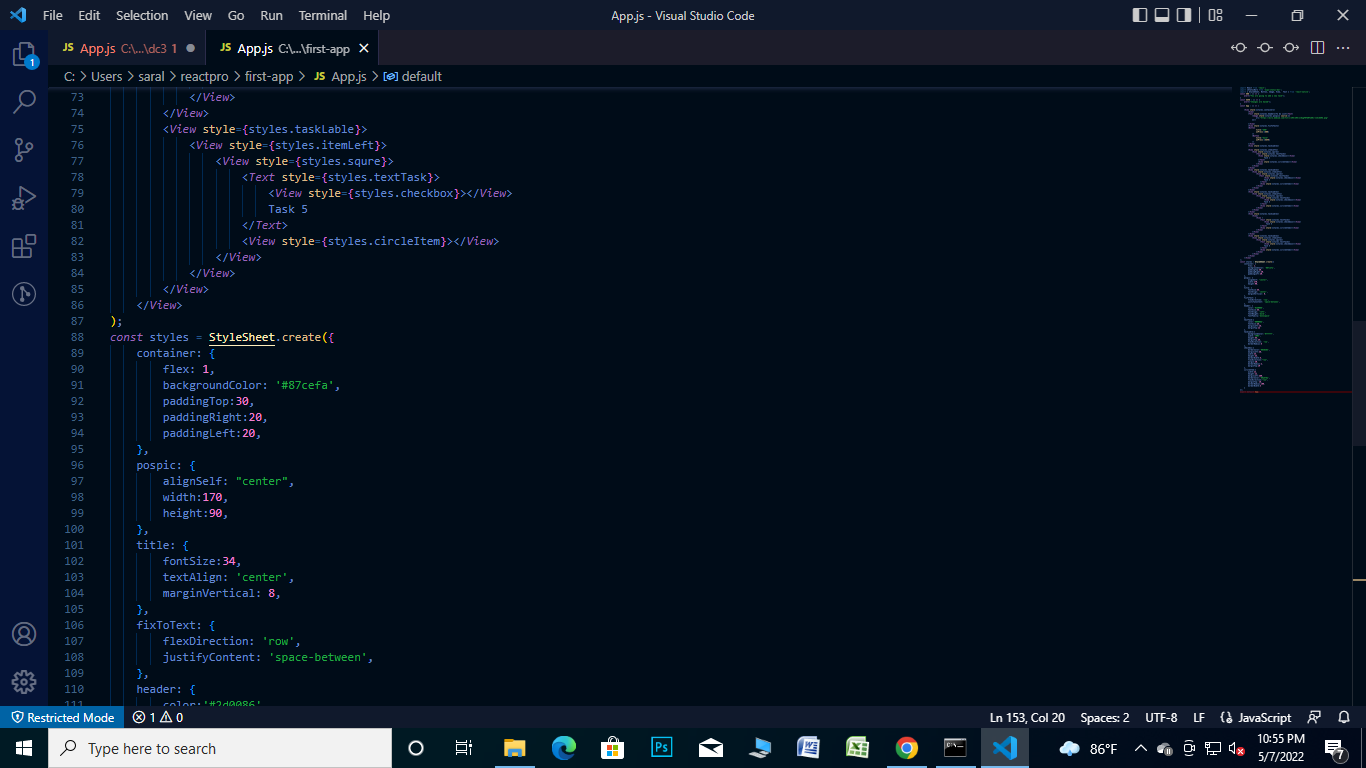 File Edit Selection View Go Run Terminal Help App.js - Visual Studio Code
JS App.js C:\...\dc3 1 JS App.js C:\...\first-app
C: > Users > saral > reactpro > first-app > JS App.js > default
1
73 </View>
74 </View>
75 <View style={styles.taskLable}>
76 <View style={styles.itemLeft}>
77 <View style={styles.squre}>
78 <Text style={styles.textTask}>
79 <View style={styles.checkbox}></View>
80 Task 5
81 </Text>
82 <View style={styles.circleItem}></View>
83 </View>
84 </View>
85 </View>
86 </View>
87 );
88 const styles = StyleSheet.create({
89 container: {
90 flex: 1,
91 backgroundColor: '#87cefa',
92 paddingTop:30,
93 paddingRight:20,
94 paddingLeft:20,
95 },
96 pospic: {
97 alignSelf: "center",
98 width:170,
99 height:90,
100 },
101 title: {
102 fontSize:34,
103 textAlign: 'center',
104 marginVertical: 8,
105 },
106 fixToText: {
107 flexDirection: 'row',
108 justifyContent: 'space-between',
109 },
110 header: {
111 color:'#2d0086'
Restricted Mode 1 0 Ln 153, Col 20 Spaces: 2 UTF-8 LF JavaScript
Type here to search Ps 86°F 10:55 PM
5/7/2022 7